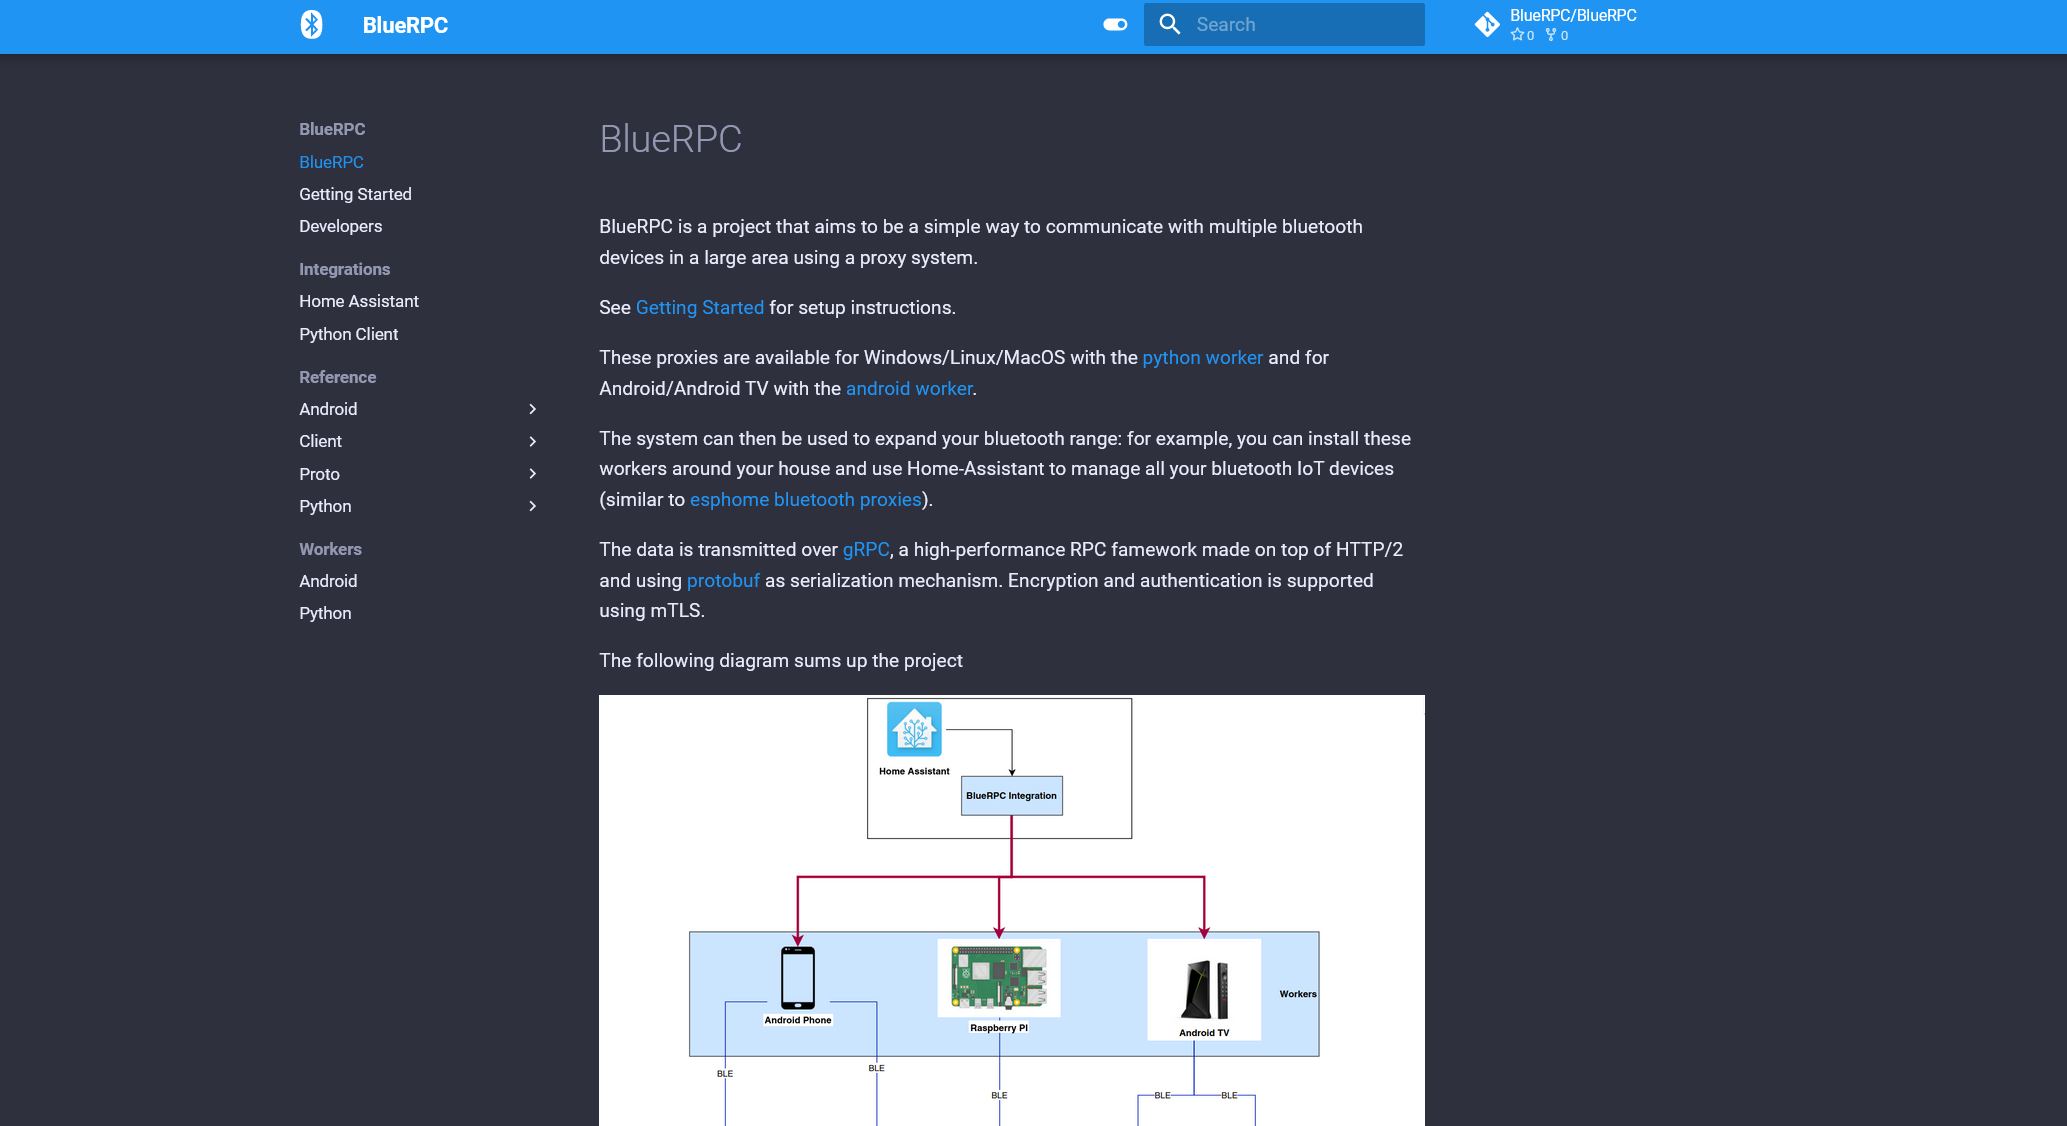 BlueRPC
Search
BlueRPC/BlueRPC
0 0
BlueRPC
BlueRPC
Getting Started
Developers
Integrations
Home Assistant
Python Client
Reference
Android
Client
Proto
Python
Workers
Android
Python
BlueRPC
BlueRPC is a project that aims to be a simple way to communicate with multiple bluetooth
devices in a large area using a proxy system.
See Getting Started for setup instructions.
These proxies are available for Windows/Linux/MacOS with the python worker and for
Android/Android TV with the android worker.
The system can then be used to expand your bluetooth range: for example, you can install these
workers around your house and use Home-Assistant to manage all your bluetooth IoT devices
(similar to esphome bluetooth proxies).
The data is transmitted over gRPC, a high-performance RPC famework made on top of HTTP/2
and using protobuf as serialization mechanism. Encryption and authentication is supported
using mTLS.
The following diagram sums up the project
Home Assistant
BlueRPC Integration
Workers
Android Phone
Raspberry PI
Android TV
BLE
BLE
BLE
BLE
BLE